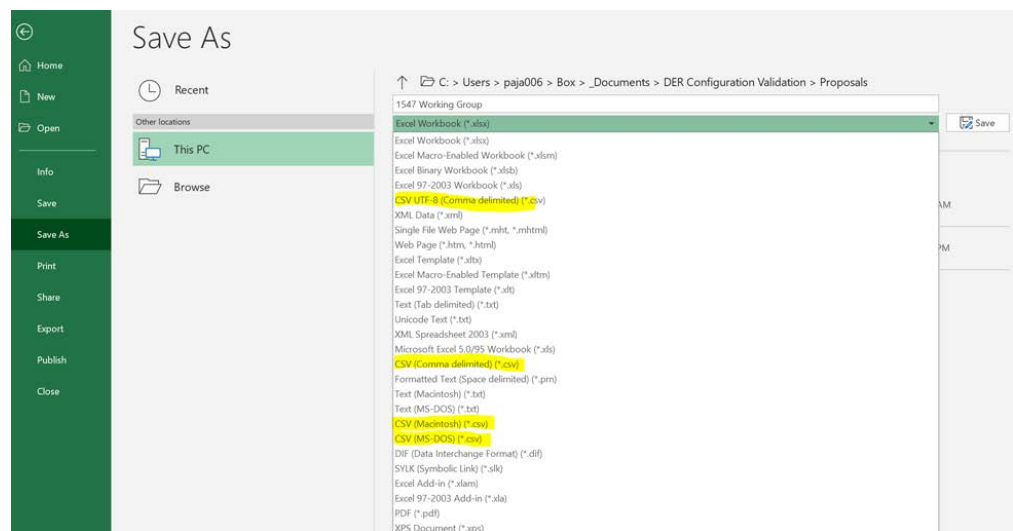 Save As
Home
New
Open
Info
Save
Save As
Print
Share
Export
Publish
Close
Recent
Other locations
This PC
Browse
C: > Users > paja006 > Box > _Documents > DER Configuration Validation > Proposals
1547 Working Group
Excel Workbook (*.xlsx)
Save
Excel Workbook (*.xlsx)
Excel Macro-Enabled Workbook (*.xlsm)
Excel Binary Workbook (*.xlsb)
Excel 97-2003 Workbook (*.xls)
CSV UTF-8 (Comma delimited) (*.csv)
XML Data (*.xml)
Single File Web Page (*.mht, *.mhtml)
Web Page (*.htm, *.html)
Excel Template (*.xltx)
Excel Macro-Enabled Template (*.xltm)
Excel 97-2003 Template (*.xlt)
Text (Tab delimited) (*.txt)
Unicode Text (*.txt)
XML Spreadsheet 2003 (*.xml)
Microsoft Excel 5.0/95 Workbook (*.xls)
CSV (Comma delimited) (*.csv)
Formatted Text (Space delimited) (*.prn)
Text (Macintosh) (*.txt)
Text (MS-DOS) (*.txt)
CSV (Macintosh) (*.csv)
CSV (MS-DOS) (*.csv)
DIF (Data Interchange Format) (*.dif)
SYLK (Symbolic Link) (*.slk)
Excel Add-in (*.xlam)
Excel 97-2003 Add-in (*.xla)
PDF (*.pdf)
XPS Document (*.xps)
AM
PM